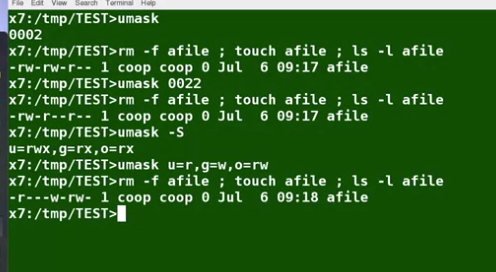 File Edit View Search Terminal Help
x7:/tmp/TEST>umask
0002
x7:/tmp/TEST>rm -f afile ; touch afile ; ls -l afile
-rw-rw-r-- 1 coop coop 0 Jul  6 09:17 afile
x7:/tmp/TEST>umask 0022
x7:/tmp/TEST>rm -f afile ; touch afile ; ls -l afile
-rw-r--r-- 1 coop coop 0 Jul  6 09:17 afile
x7:/tmp/TEST>umask -S
u=rwx,g=rx,o=rx
x7:/tmp/TEST>umask u=r,g=w,o=rw
x7:/tmp/TEST>rm -f afile ; touch afile ; ls -l afile
-r---w-rw- 1 coop coop 0 Jul  6 09:18 afile
x7:/tmp/TEST>